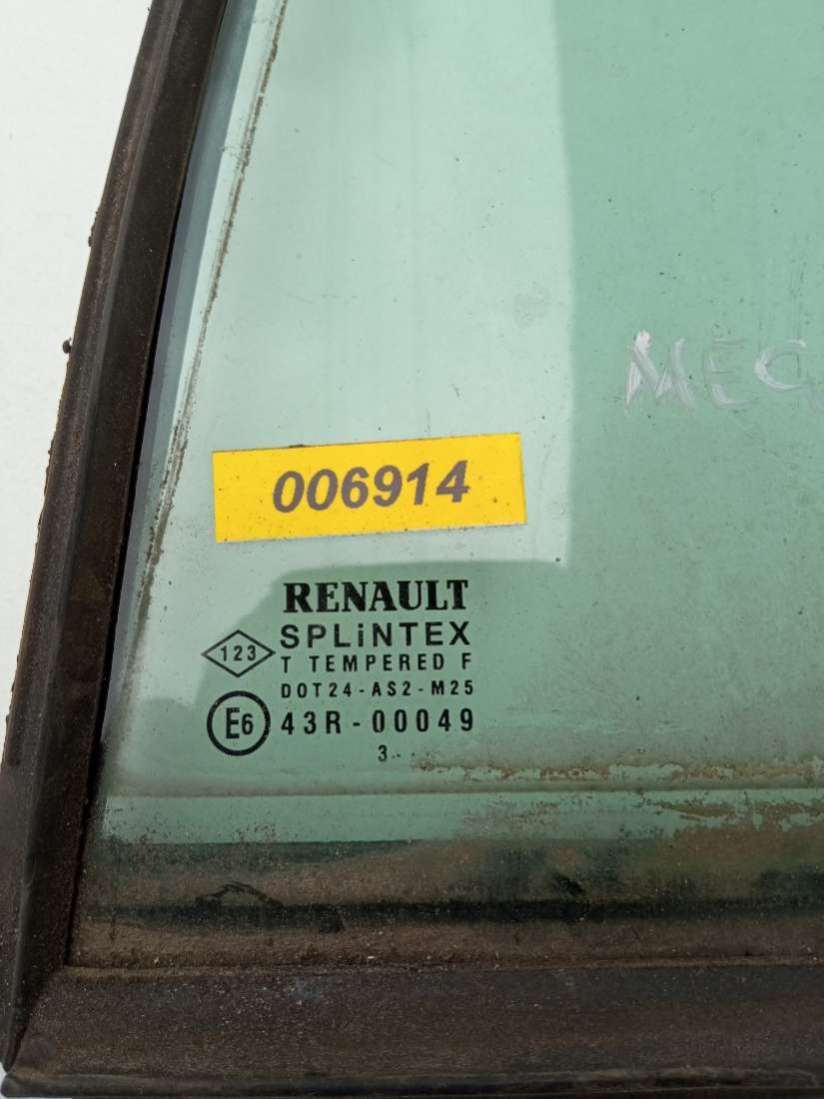 MEG
006914
RENAULT
SPLiNTEX
123
T TEMPERED F
DOT24-AS2-M25
E6 43R-00049
3..